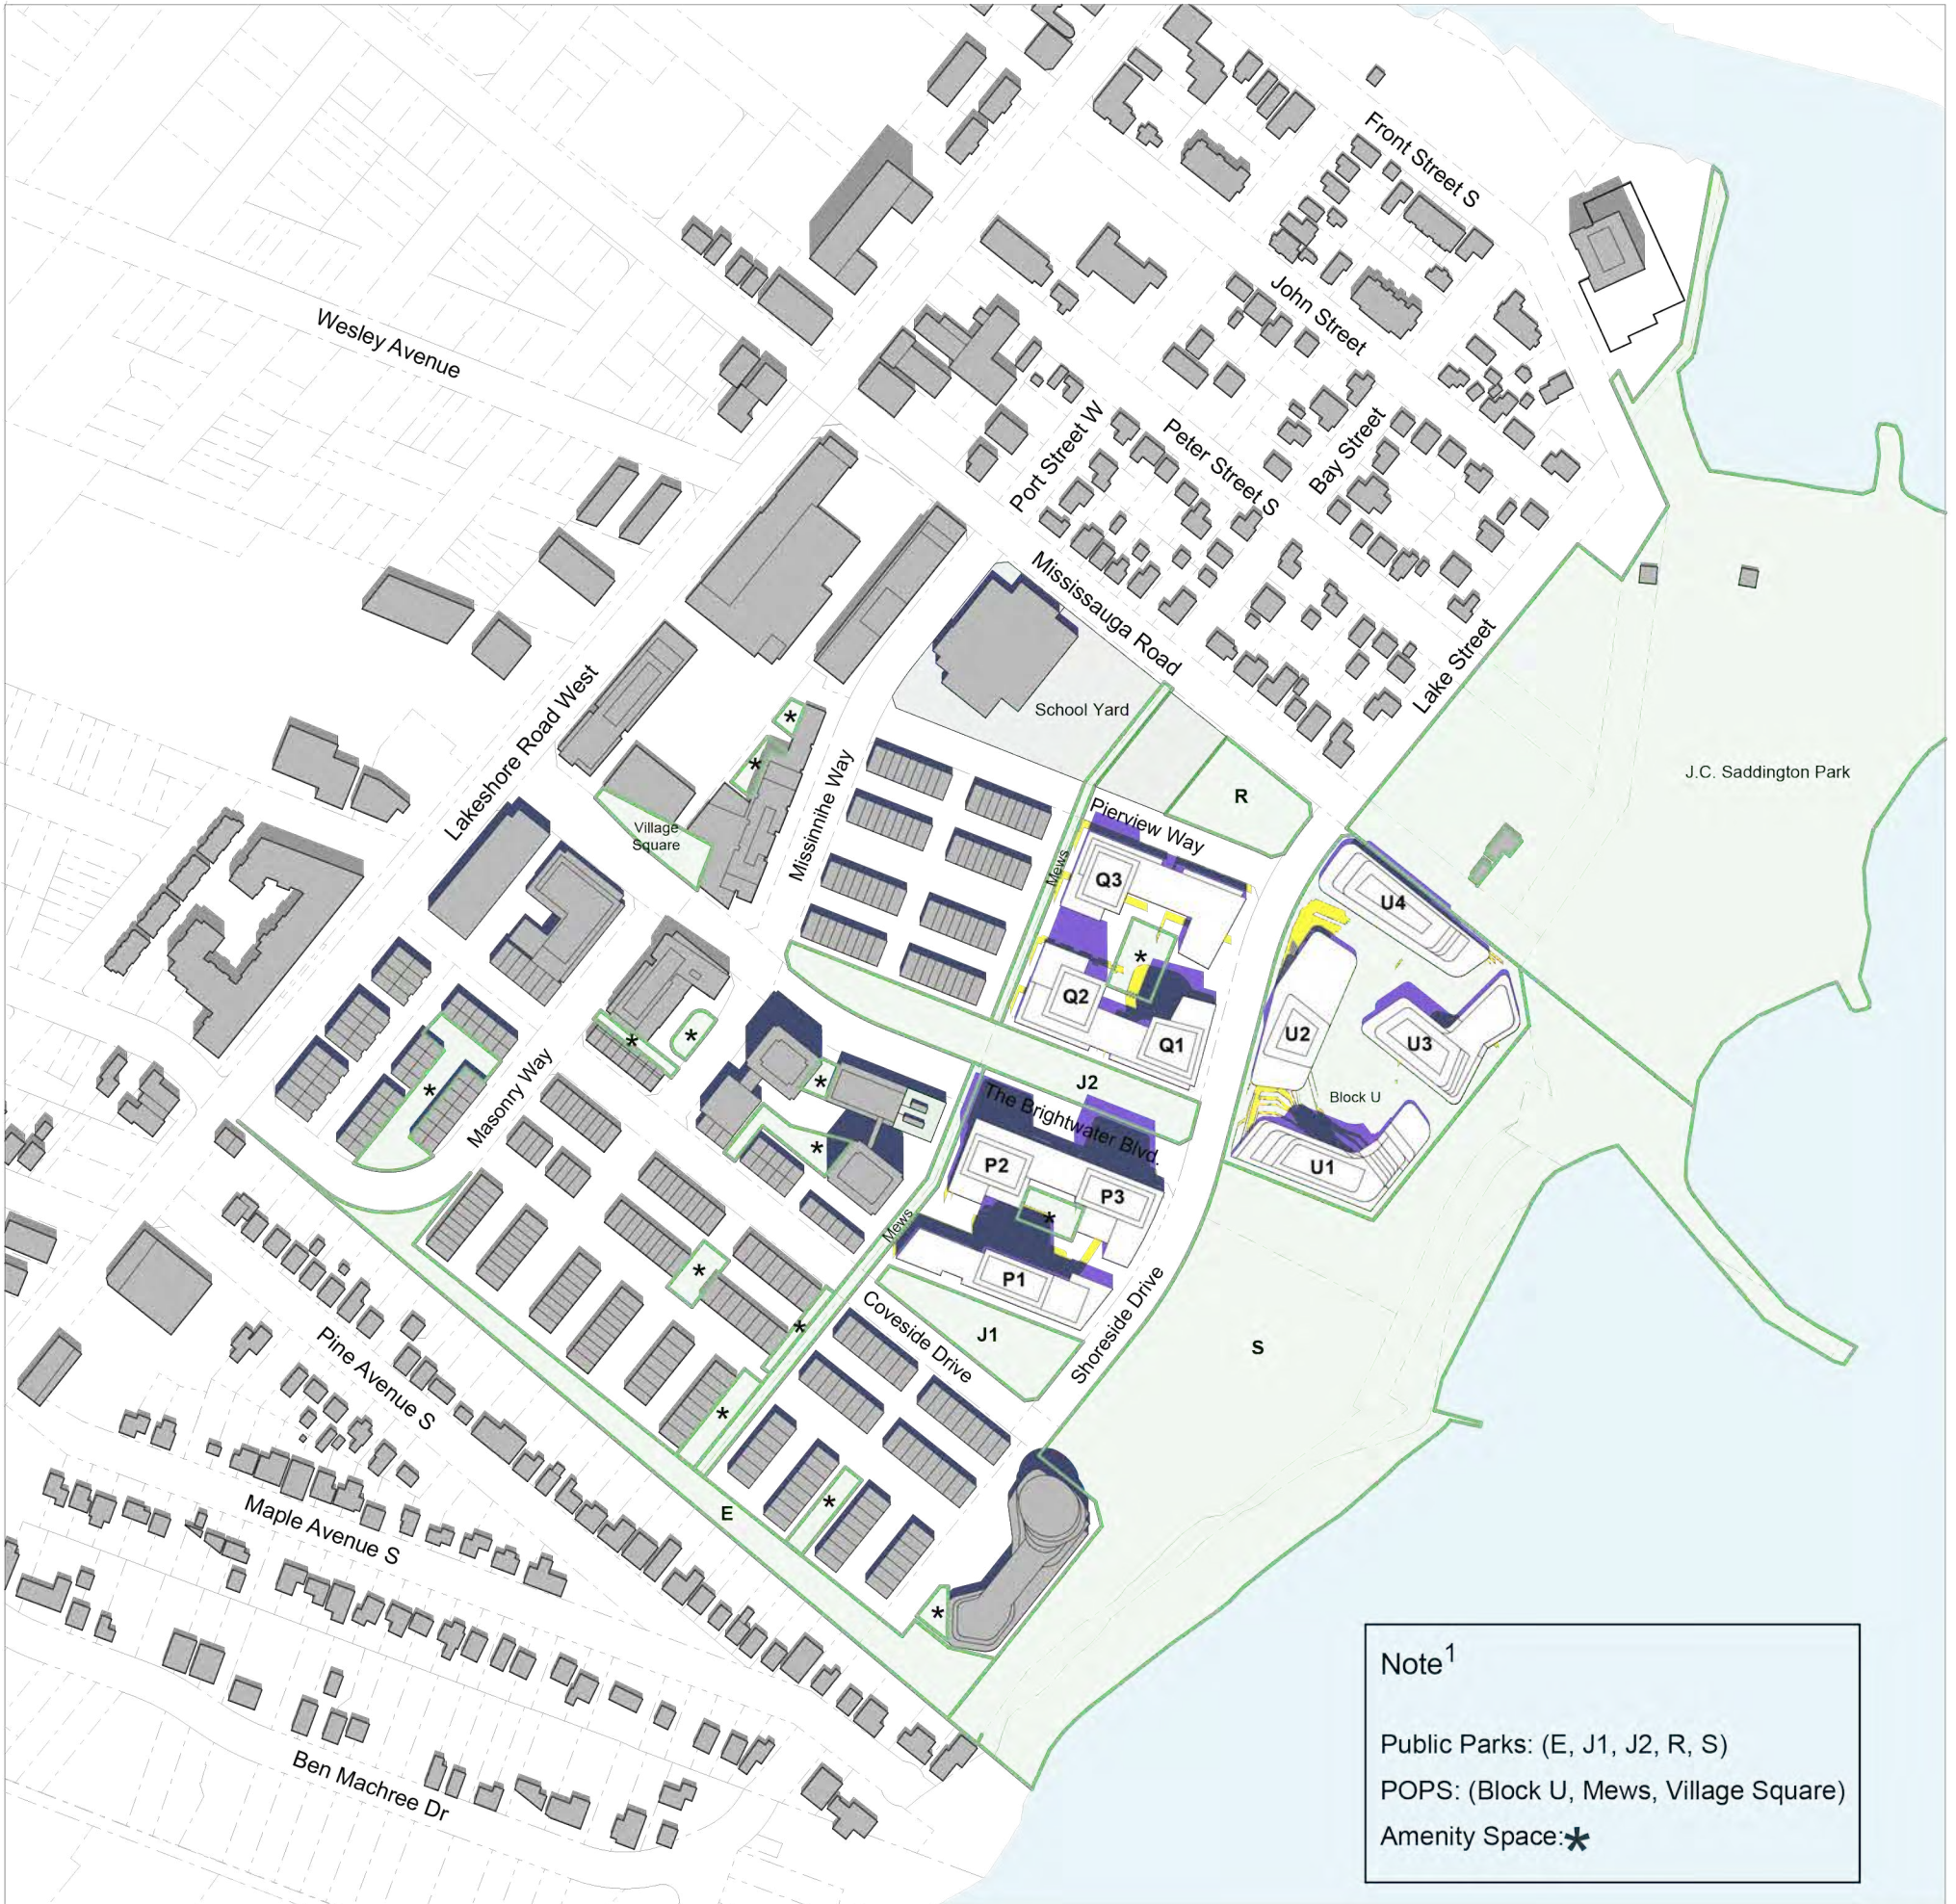 Front Street S
John Street
Wesley Avenue
Port Street W
Peter Street S
Bay Street
Mississauga Road
Lake Street
Lakeshore Road West
School Yard
*
*
Missinnihe Way
Village
Square
R
J.C. Saddington Park
Pierview Way
Mews
Q3
U4
*
Q2
Q1
U2
U3
*
*
*
J2
Block U
The Brightwater Blvd.
*
Masonry Way
*
P2
P3
U1
*
Mews
*
P1
*
Coveside Drive
J1
Shoreside Drive
S
Pine Avenue S
*
E
*
Maple Avenue S
*
Ben Machree Dr
Note1
Public Parks: (E, J1, J2, R, S)
POPS: (Block U, Mews, Village Square)
Amenity Space:*